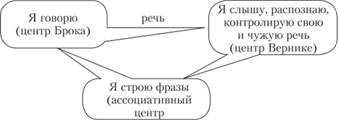 Я говорю
(центр Брока)
речь
Я слышу, распознаю,
контролирую свою
и чужую речь
(центр Вернике)
Я строю фразы
(ассоциативный
центр